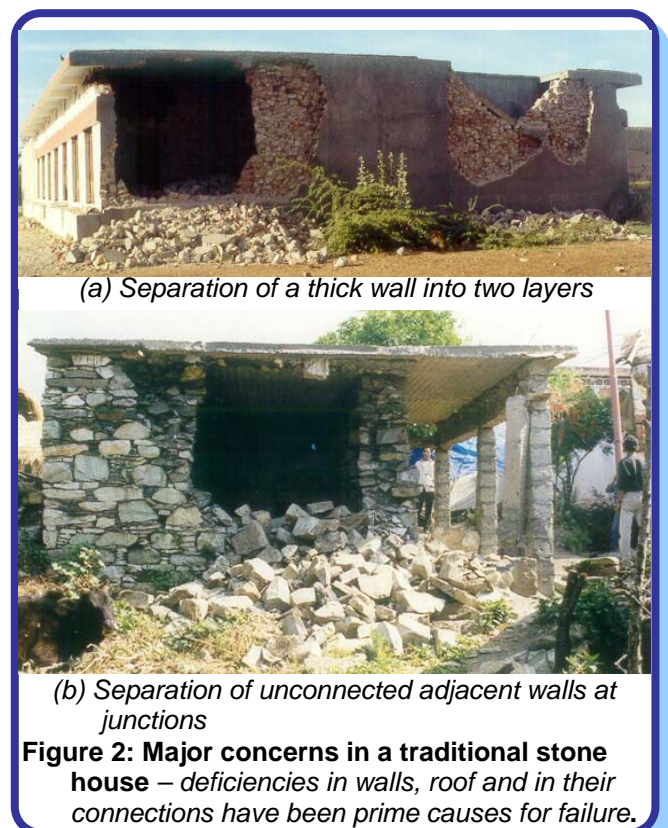 (a) Separation of a thick wall into two layers
(b) Separation of unconnected adjacent walls at
junctions
Figure 2: Major concerns in a traditional stone
house – deficiencies in walls, roof and in their
connections have been prime causes for failure.